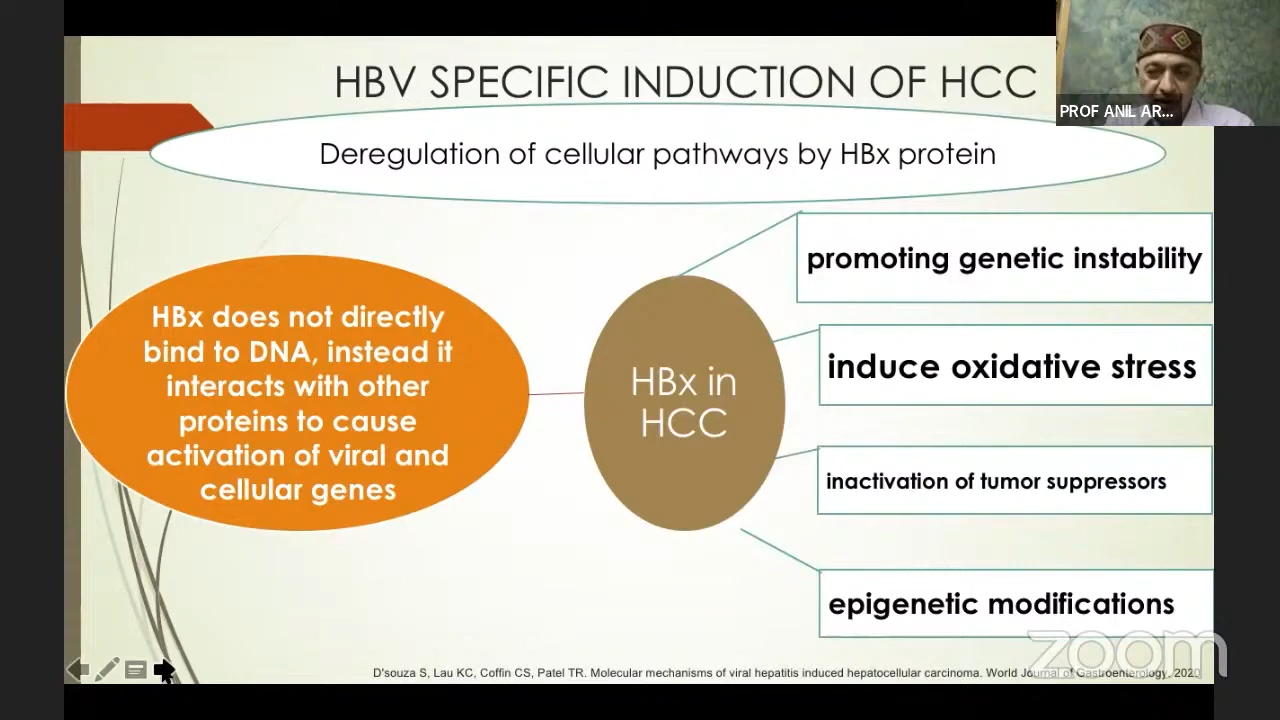 HBV SPECIFIC INDUCTION OF HCC
PROF ANIL AR...
Deregulation of cellular pathways by HBx protein
promoting genetic instability
HBx does not directly
bind to DNA, instead it
interacts with other
proteins to cause
activation of viral and
cellular genes
HBx in
HCC
induce oxidative stress
inactivation of tumor suppressors
epigenetic modifications
zoom
D'souza S, Lau KC, Coffin CS, Patel TR. Molecular mechanisms of viral hepatitis induced hepatocellular carcinoma. World Journal of Gastroenterology. 2020